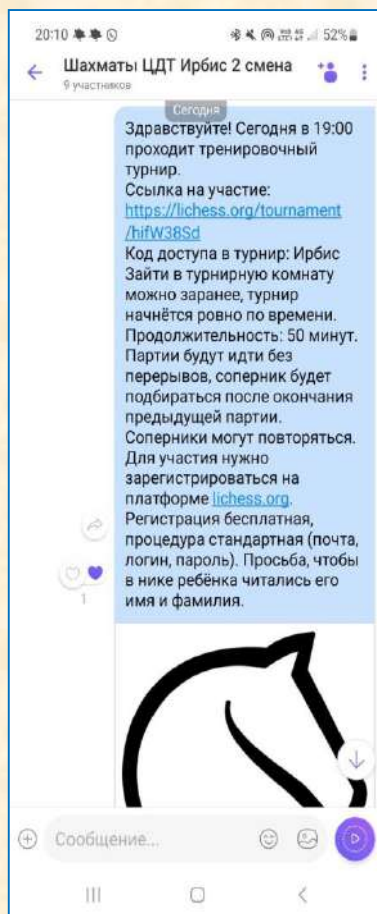 20:10
52%
Шахматы ЦДТ Ирбис 2 смена
9 участников
Сегодня
Здравствуйте! Сегодня в 19:00
проходит тренировочный
турнир.
Ссылка на участие:
https://lichess.org/tournament
/hifW38Sd
Код доступа в турнир: Ирбис
Зайти в турнирную комнату
можно заранее, турнир
начнётся ровно по времени.
Продолжительность: 50 минут.
Партии будут идти без
перерывов, соперник будет
подбираться после окончания
предыдущей партии.
Соперники могут повторяться.
Для участия нужно
зарегистрироваться на
платформе lichess.org.
Регистрация бесплатная,
процедура стандартная (почта,
логин, пароль). Просьба, чтобы
в нике ребёнка читались его
имя и фамилия.
1
Сообщение...